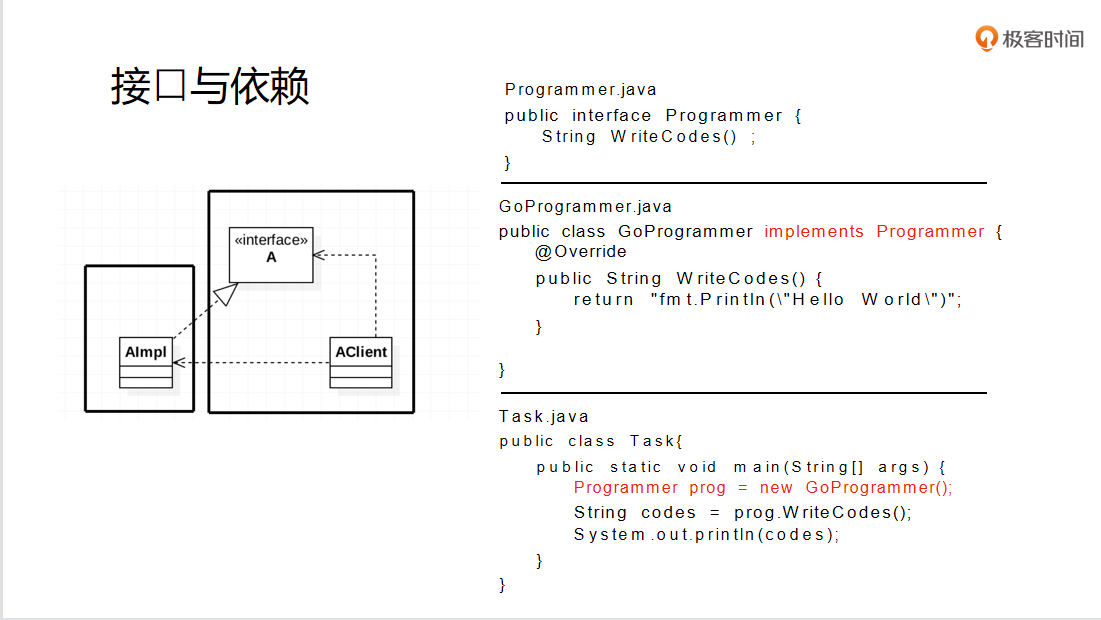 极客时间
接口与依赖
«interface»
A
AImpl
AClient
Programmer.java
public interface Programmer {
String WriteCodes() ;
}
GoProgrammer.java
public class GoProgrammer implements Programmer {
@Override
public String WriteCodes() {
return "fmt.Println(\"Hello World\")";
}
}
Task.java
public class Task{
public static void main(String[] args) {
Programmer prog = new GoProgrammer();
String codes = prog.WriteCodes();
System.out.println(codes);
}
}